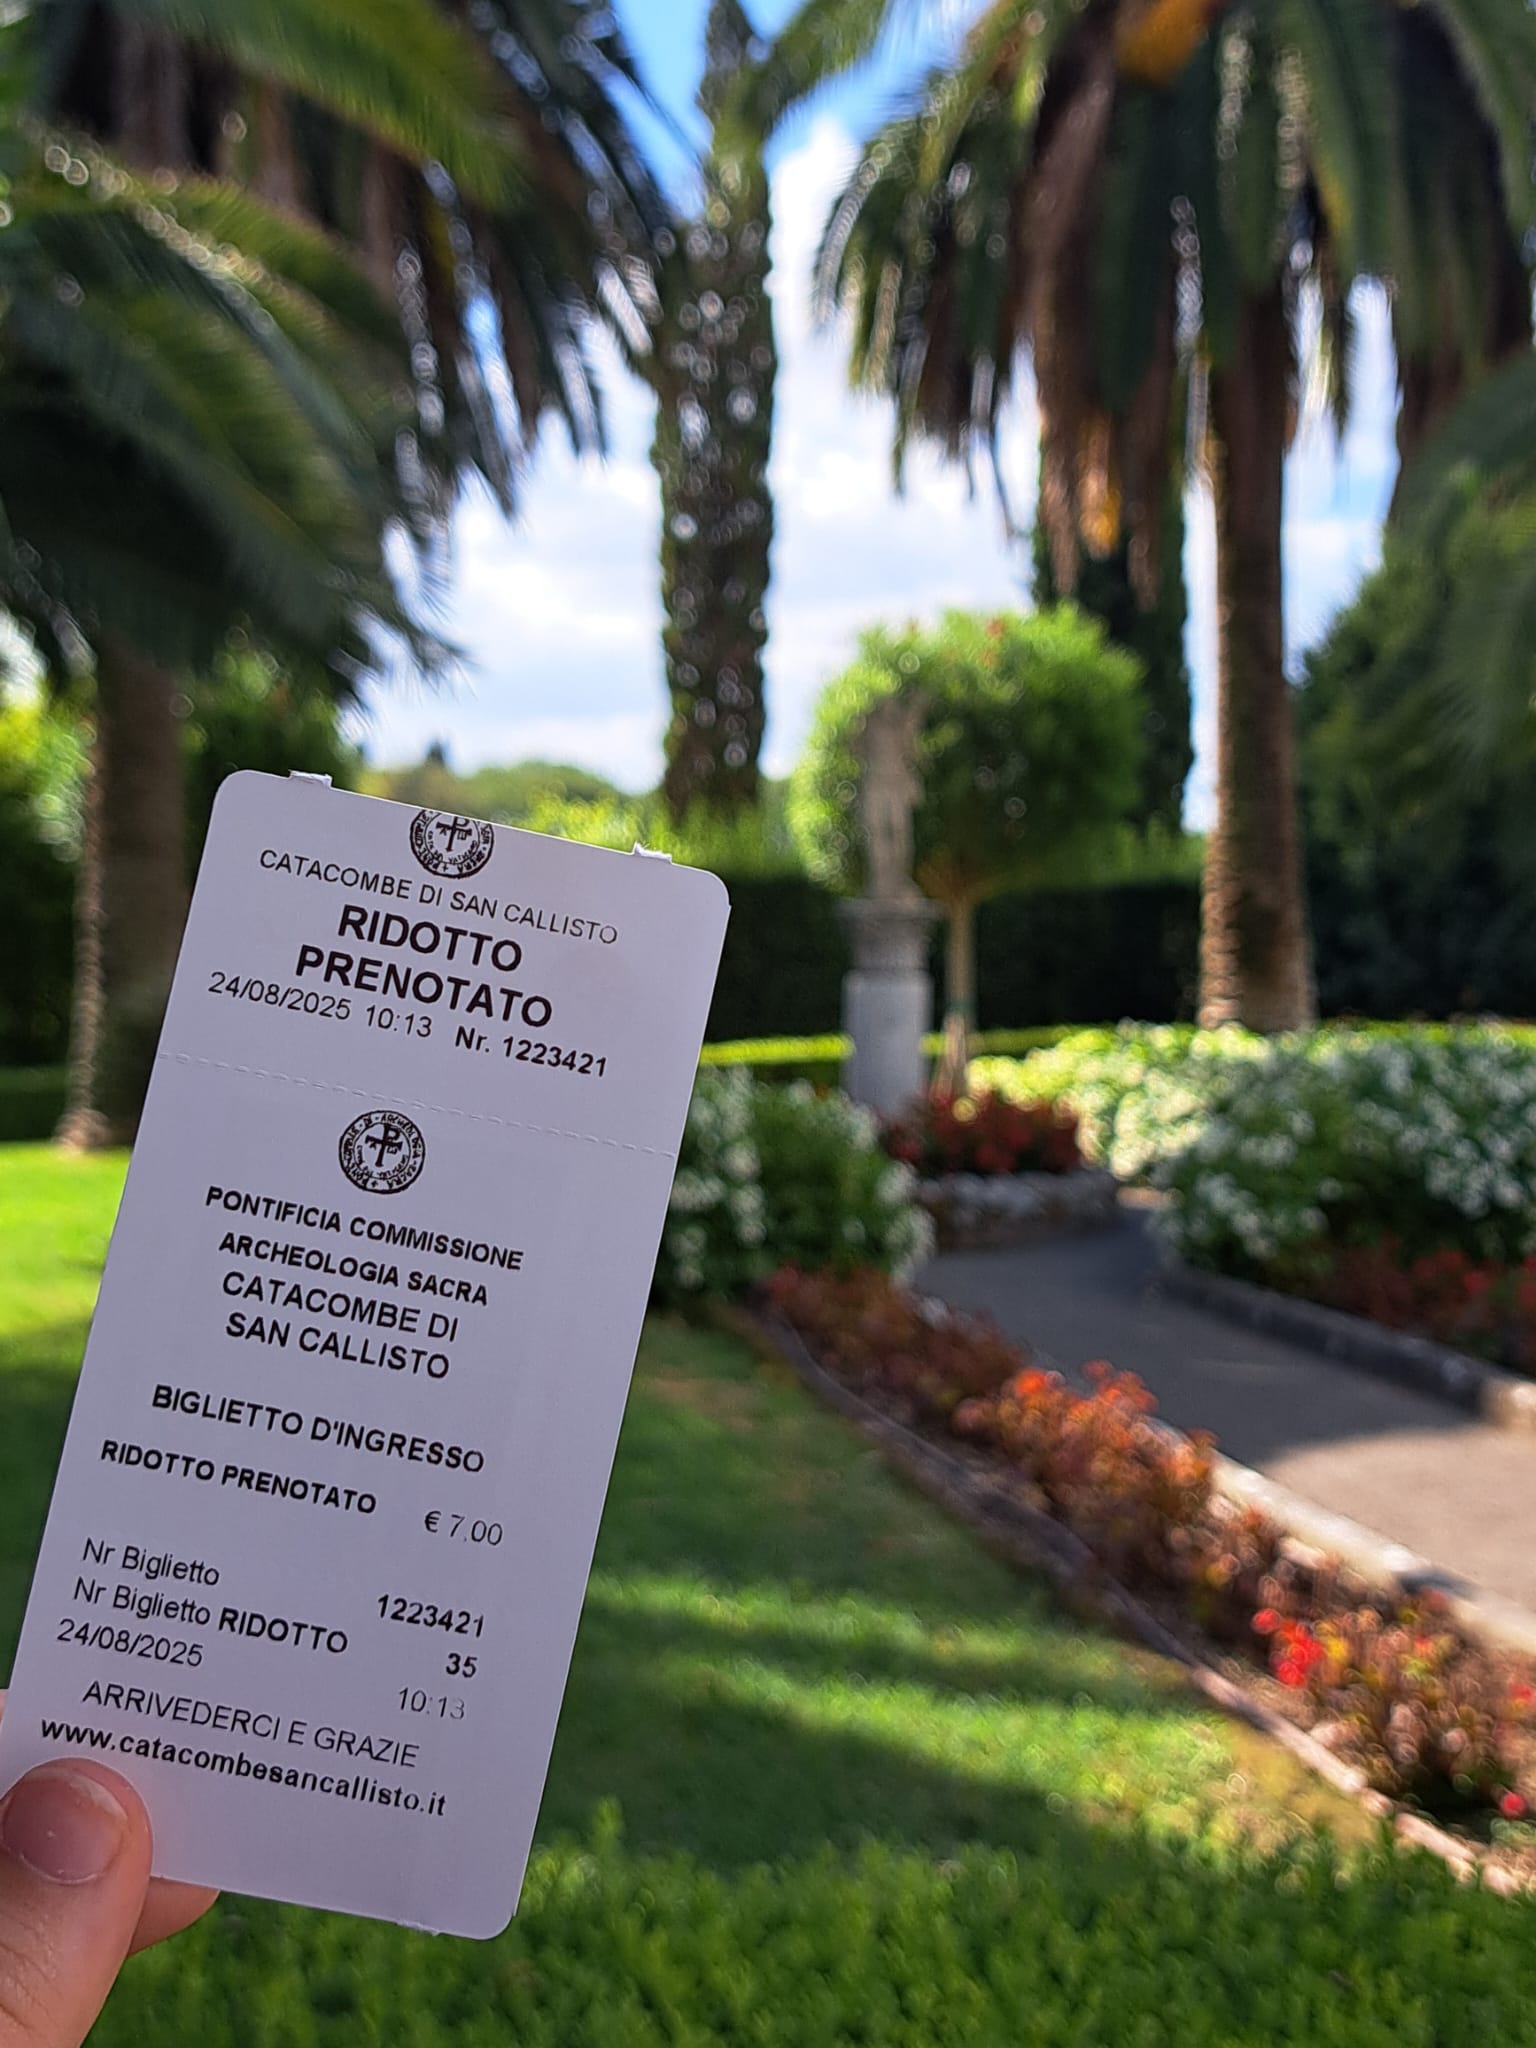 CATACOMBE DI SAN CALLISTO
RIDOTTO
PRENOTATO
24/08/2025 10:13 Nr. 1223421
PONTIFICIA COMMISSIONE
ARCHEOLOGIA SACRA
CATACOMBE DI
SAN CALLISTO
BIGLIETTO D'INGRESSO
RIDOTTO PRENOTATO € 7,00
Nr Biglietto 1223421
Nr Biglietto RIDOTTO 35
24/08/2025 10:13
ARRIVEDERCI E GRAZIE
www.catacombesancallisto.it